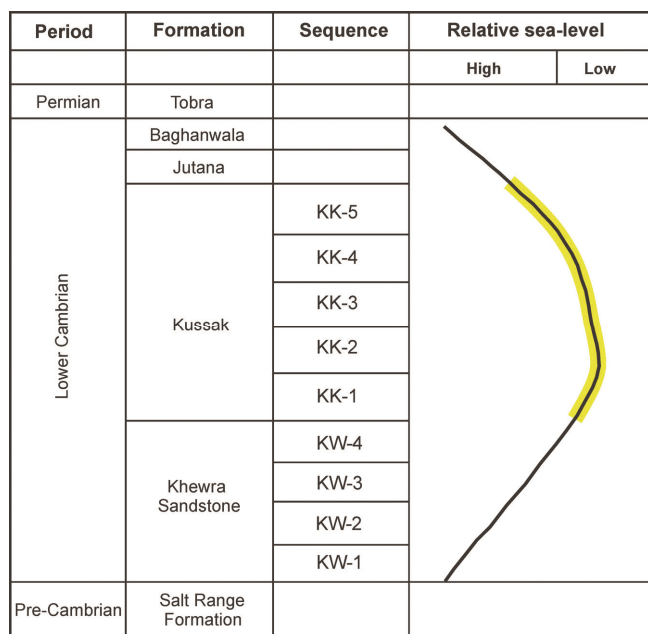 Period Formation Sequence Relative sea-level
High Low
Permian Tobra
Baghanwala
Jutana
KK-5
KK-4
KK-3
Kussak
KK-2
KK-1
Lower Cambrian
KW-4
KW-3
Khewra
Sandstone
KW-2
KW-1
Pre-Cambrian
Salt Range
Formation